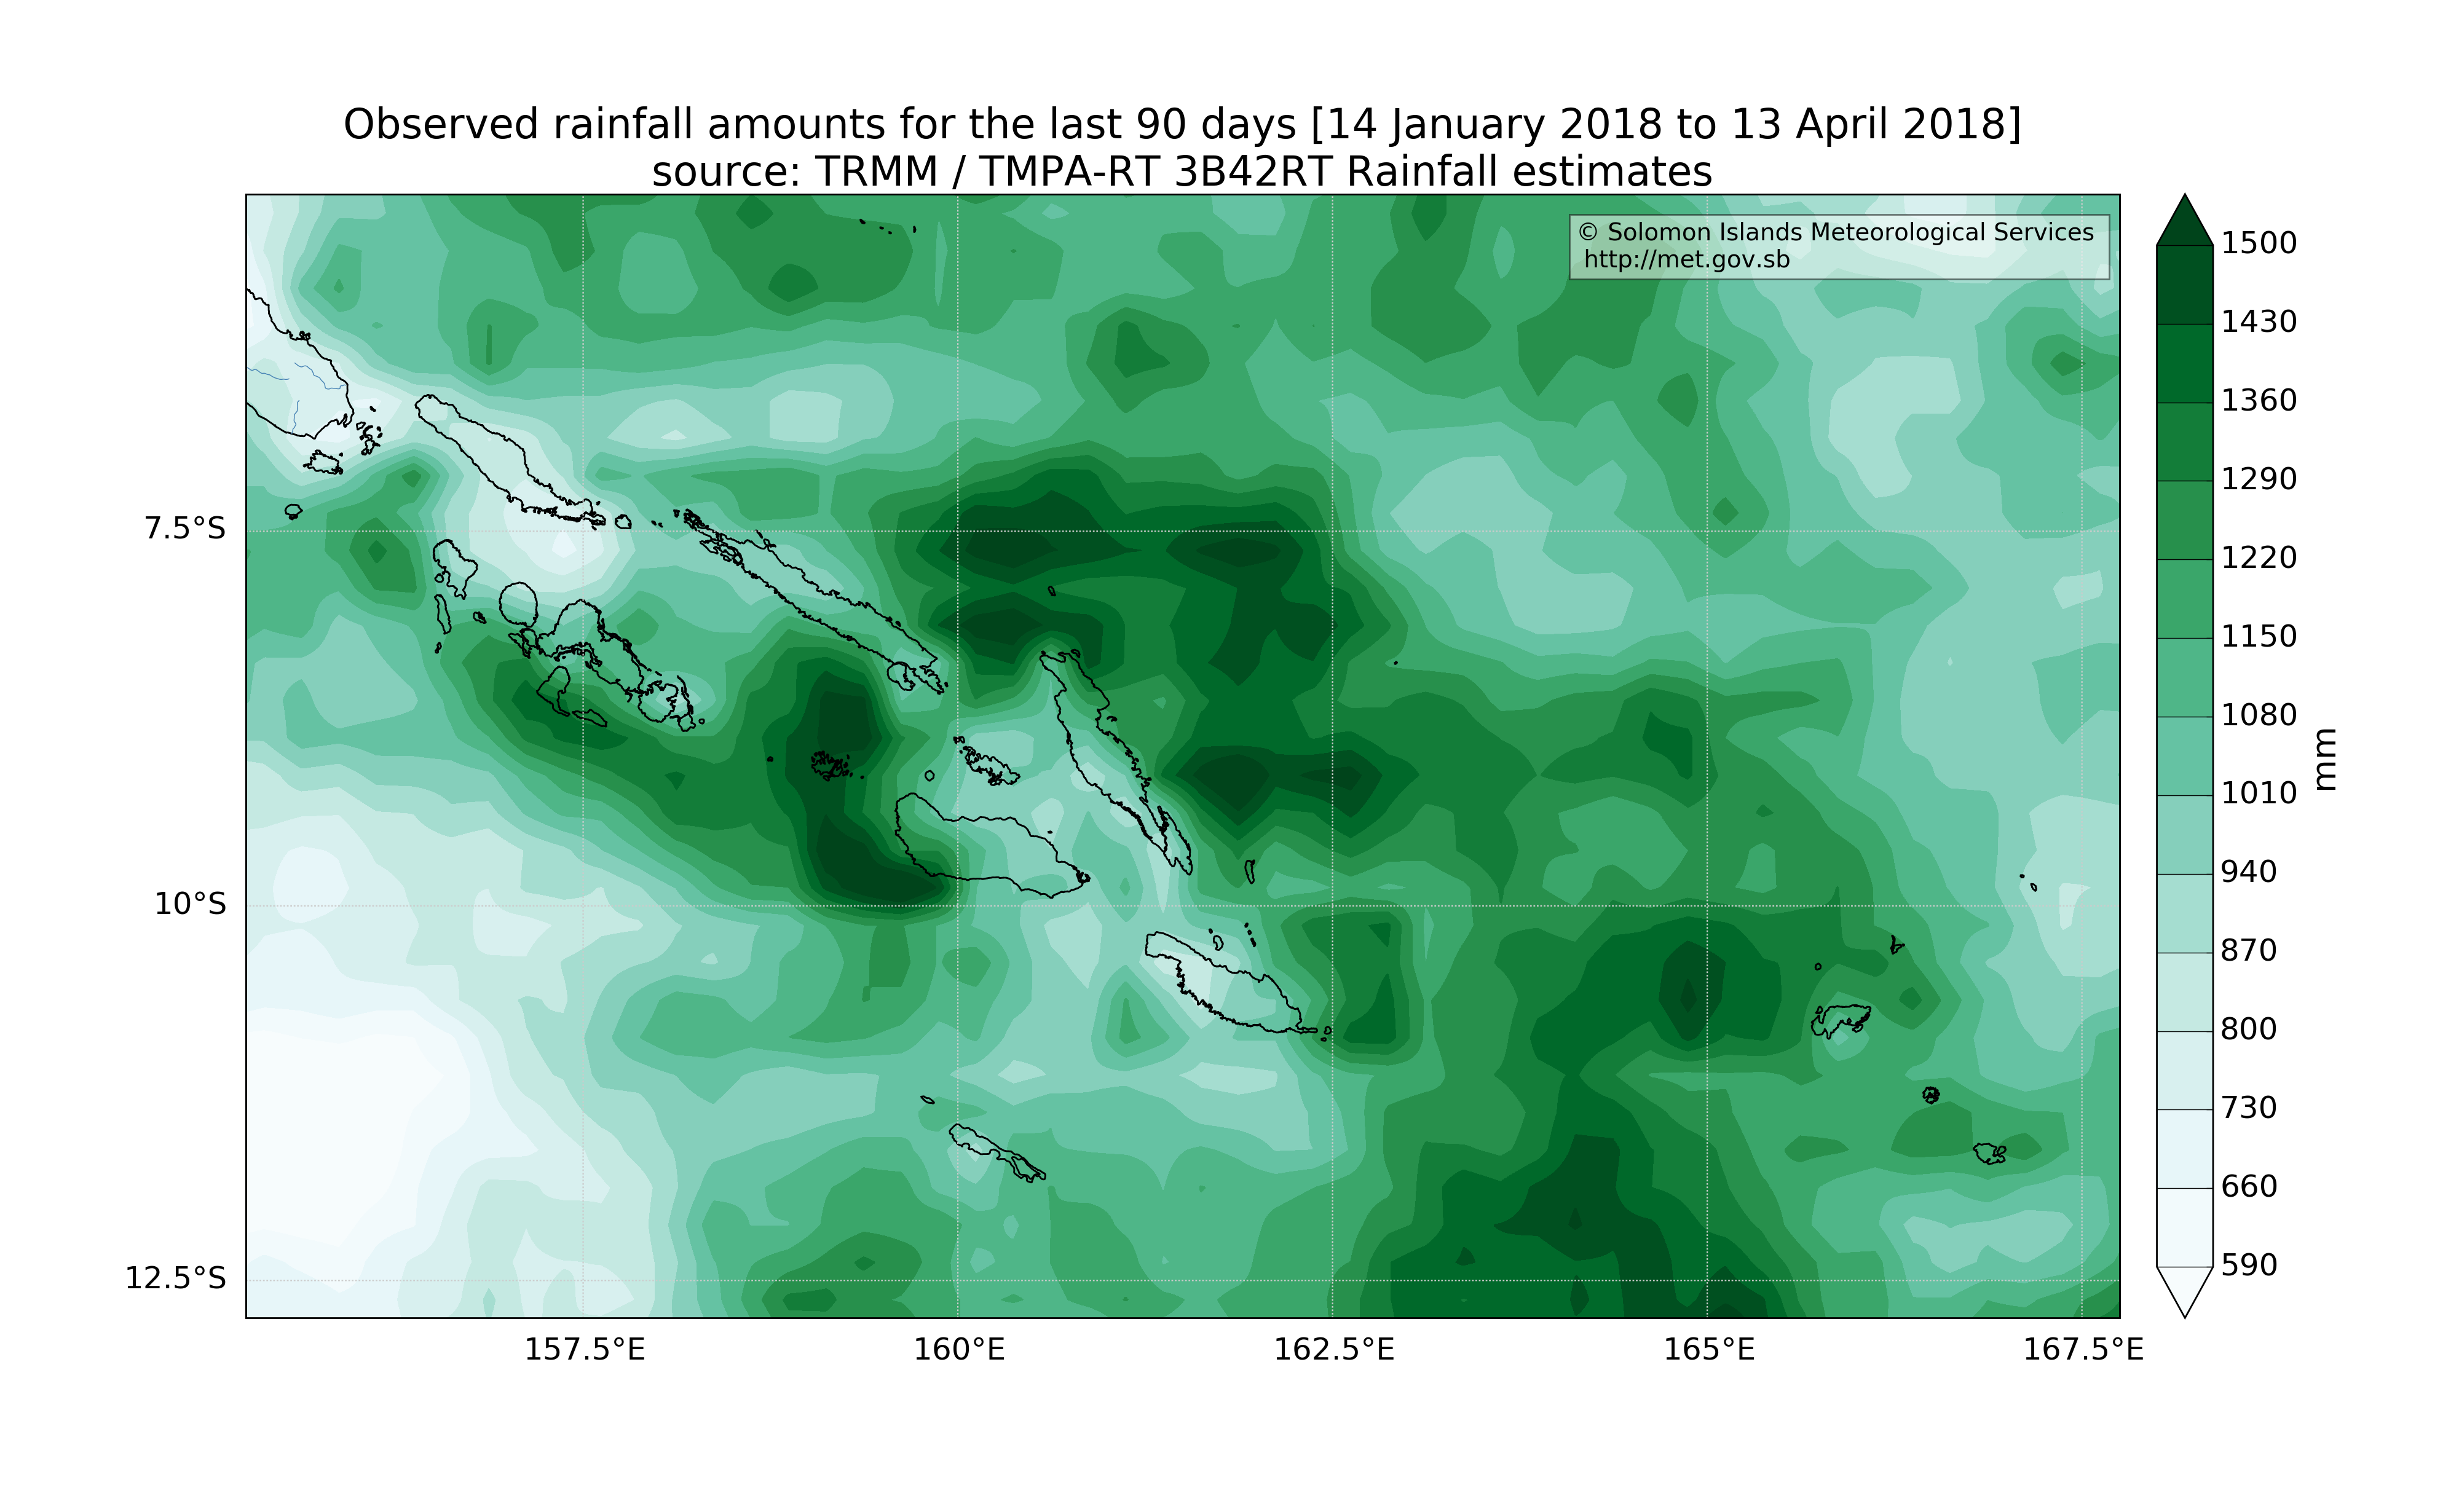 Observed rainfall amounts for the last 90 days [14 January 2018 to 13 April 2018]
source: TRMM / TMPA-RT 3B42RT Rainfall estimates
© Solomon Islands Meteorological Services
http://met.gov.sb
7.5°S
10°S
12.5°S
157.5°E
160°E
162.5°E
165°E
167.5°E
1500
1430
1360
1290
1220
1150
1080
1010
940
870
800
730
660
590
mm